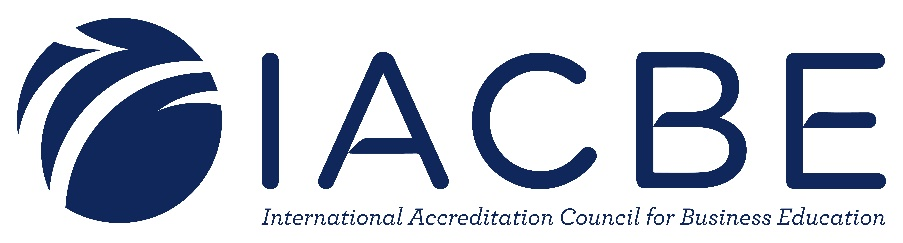 IACBE
International Accreditation Council for Business Education